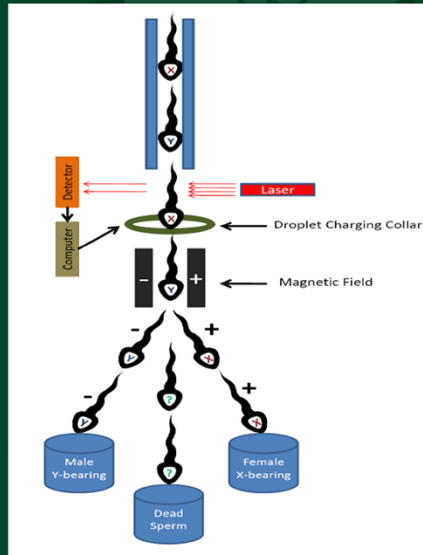 X
Y
Detector
Laser
X
Droplet Charging Collar
Computer
- +
Magnetic Field
Y
- +
Y X
- ? +
Y X
Male
Y-bearing
?
Female
X-bearing
Dead
Sperm